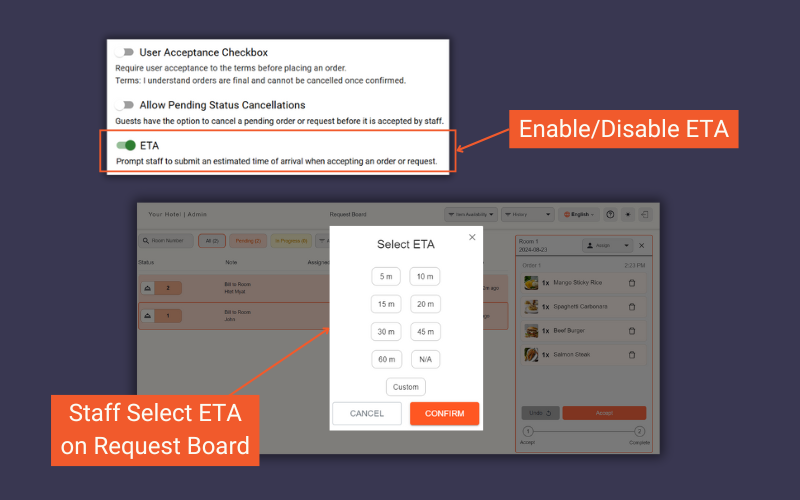 User Acceptance Checkbox
Require user acceptance to the terms before placing an order.
Terms: I understand orders are final and cannot be cancelled once confirmed.
Allow Pending Status Cancellations
Guests have the option to cancel a pending order or request before it is accepted by staff.
ETA
Prompt staff to submit an estimated time of arrival when accepting an order or request.
Enable/Disable ETA
Your Hotel | Admin
Request Board
Item Availability
History
English
Room Number
All (2)
Pending (2)
In Progress (0)
Status
Note
Assigned
2
Bill to Room
1
Bill to Room
John
ago
Select ETA
5 m
10 m
15 m
20 m
30 m
45 m
60 m
N/A
Custom
CANCEL
CONFIRM
Room 1
2024-08-23
Assign
Order 1
2:23 PM
1x Mango Sticky Rice
1x Spaghetti Carbonara
1x Beef Burger
1x Salmon Steak
Undo
Accept
1
2
Accept
Complete
Staff Select ETA
on Request Board